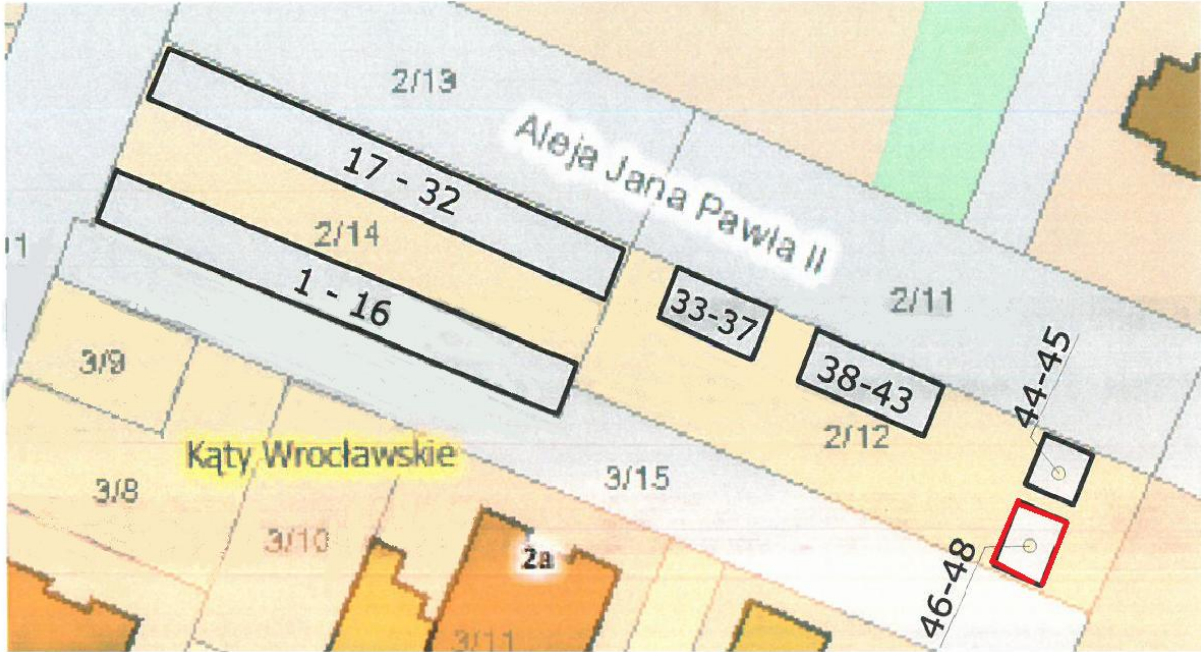 2/13
Aleja Jana Pawła II
17 - 32
2/14
1 - 16
33-37
2/11
38-43
44-45
3/9
2/12
Kąty Wrocławskie
3/15
3/8
3/10
2a
46-48
3/11